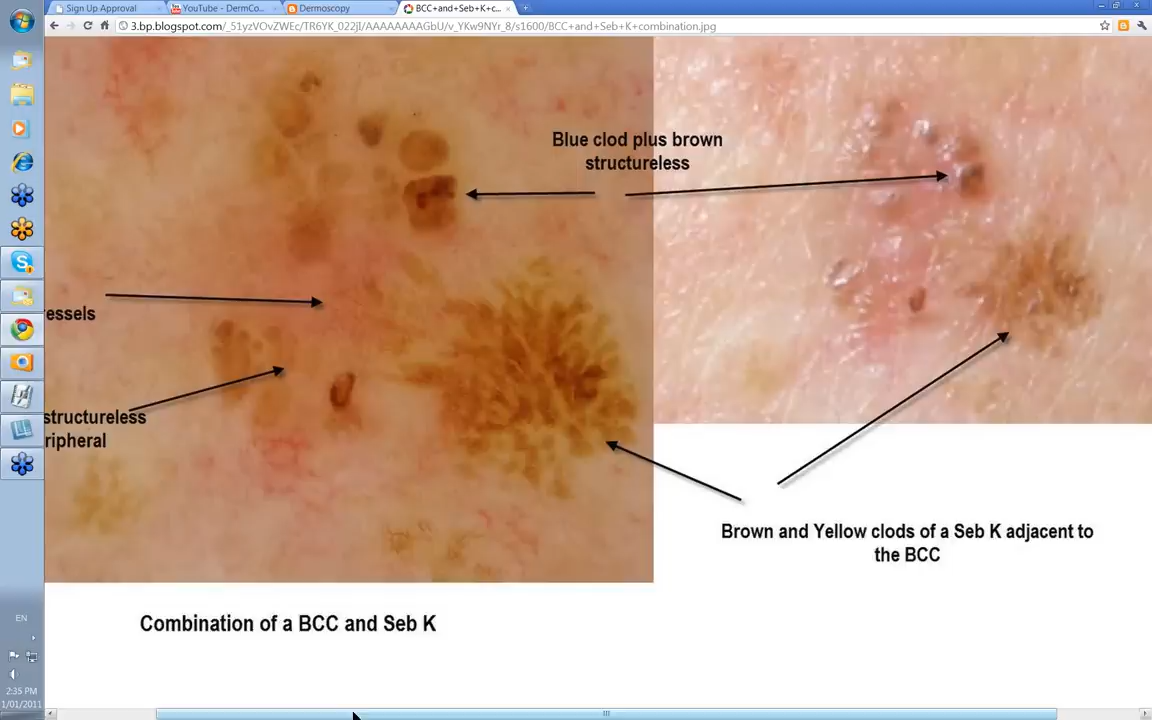 Sign Up Approval
YouTube - DermCo...
Dermoscopy
BCC+and+Seb+K+c...
3.bp.blogspot.com/_51yzVOvZWEc/TR6YK_022jI/AAAAAAAAGbU/v_YKw9NYr_8/s1600/BCC+and+Seb+K+combination.jpg
Blue clod plus brown
structureless
essels
structureless
ripheral
Brown and Yellow clods of a Seb K adjacent to
the BCC
Combination of a BCC and Seb K
EN
2:35 PM
1/01/2011